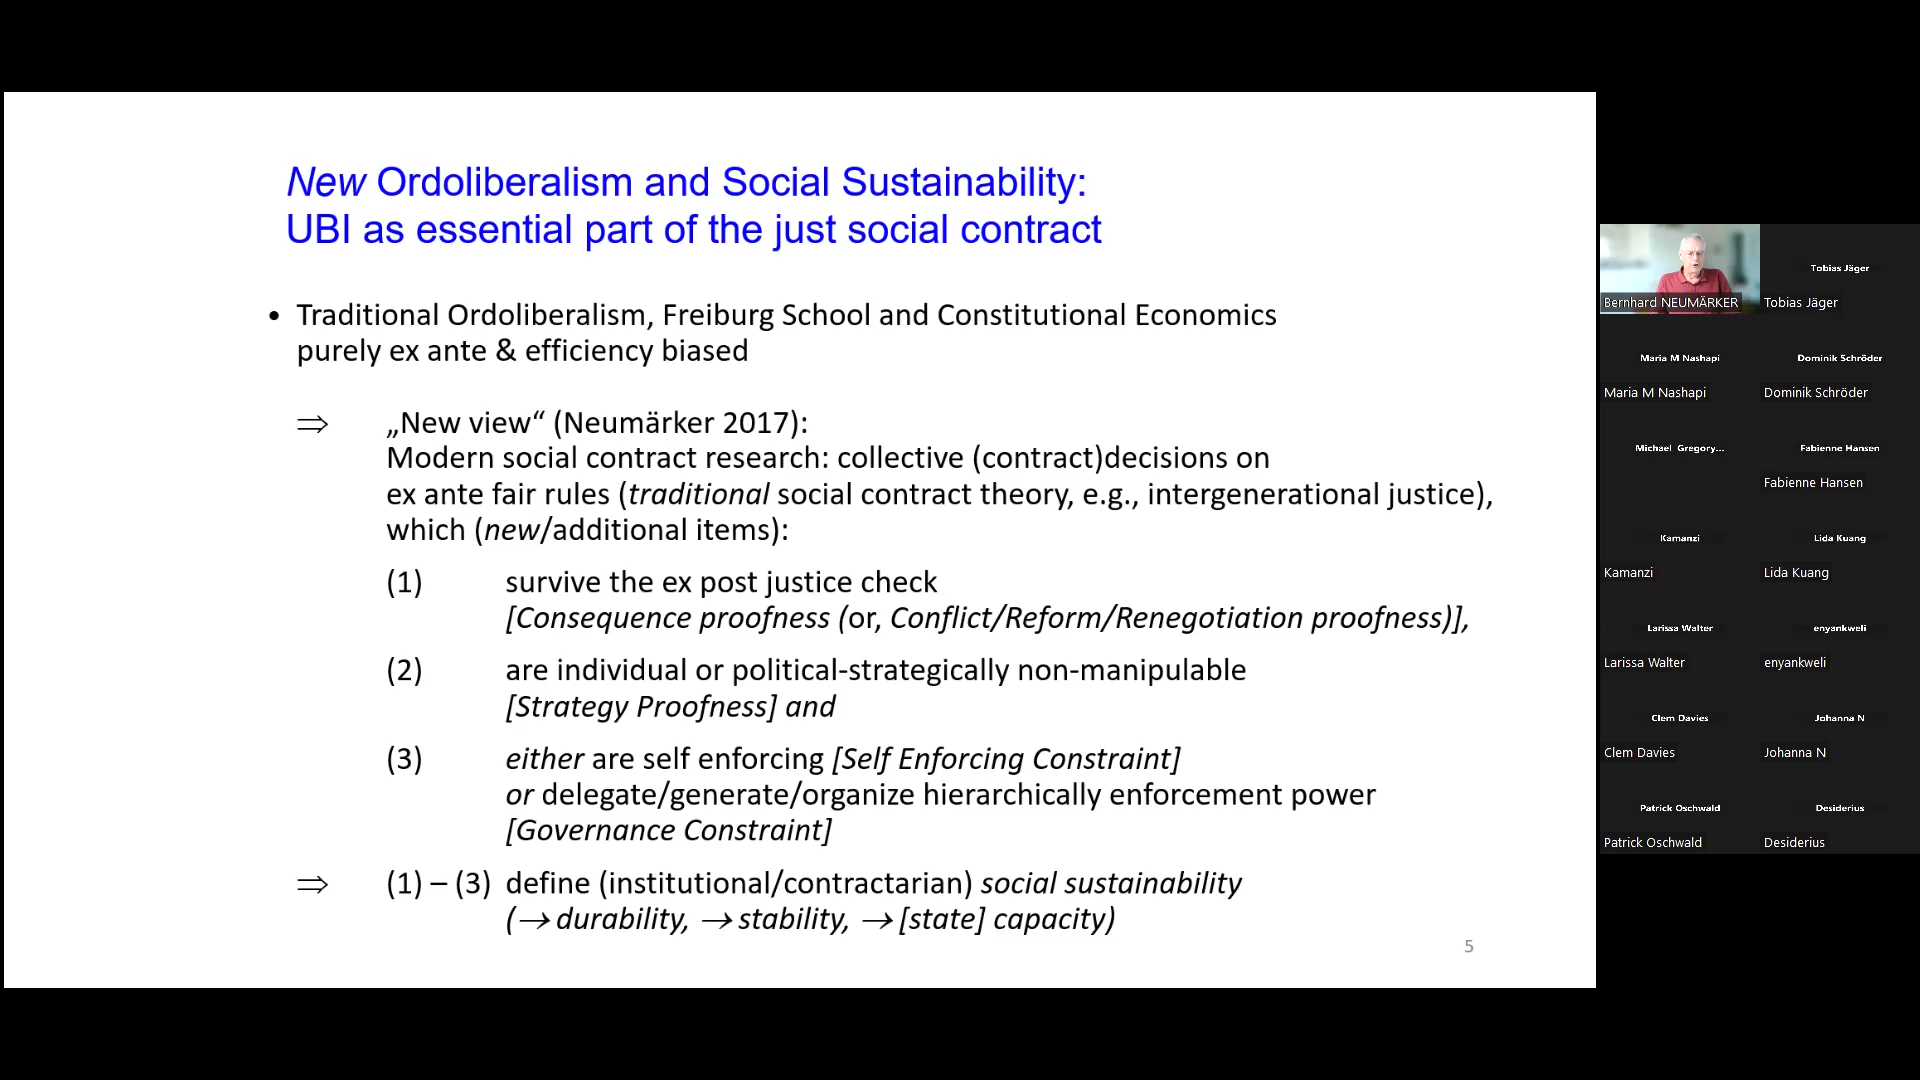 New Ordoliberalism and Social Sustainability:
UBI as essential part of the just social contract
• Traditional Ordoliberalism, Freiburg School and Constitutional Economics
purely ex ante & efficiency biased
⇒ „New view“ (Neumärker 2017):
Modern social contract research: collective (contract)decisions on
ex ante fair rules (traditional social contract theory, e.g., intergenerational justice),
which (new/additional items):
(1) survive the ex post justice check
[Consequence proofness (or, Conflict/Reform/Renegotiation proofness)],
(2) are individual or political-strategically non-manipulable
[Strategy Proofness] and
(3) either are self enforcing [Self Enforcing Constraint]
or delegate/generate/organize hierarchically enforcement power
[Governance Constraint]
⇒ (1) – (3) define (institutional/contractarian) social sustainability
(→ durability, → stability, → [state] capacity)
5
Bernhard NEUMÄRKER
Tobias Jäger
Tobias Jäger
Maria M Nashapi
Maria M Nashapi
Dominik Schröder
Dominik Schröder
Michael Gregory...
Fabienne Hansen
Fabienne Hansen
Kamanzi
Kamanzi
Lida Kuang
Lida Kuang
Larissa Walter
Larissa Walter
enyankweli
enyankweli
Clem Davies
Clem Davies
Johanna N
Johanna N
Patrick Oschwald
Patrick Oschwald
Desiderius
Desiderius